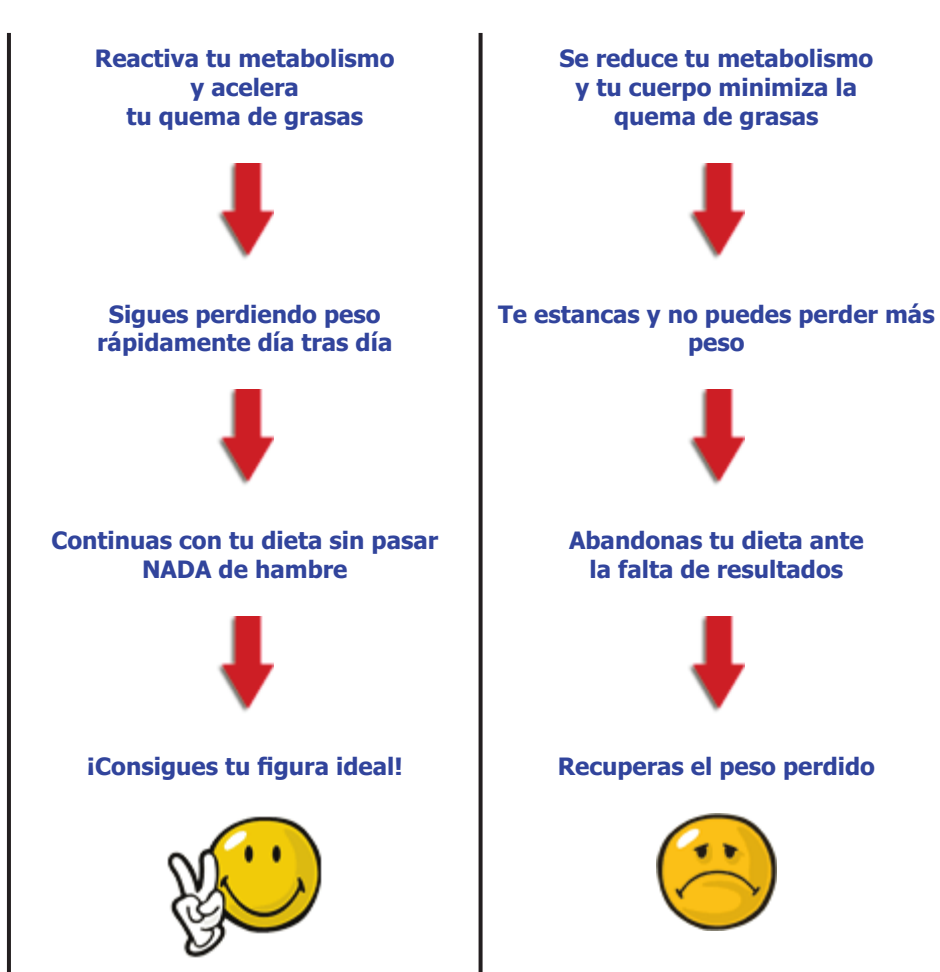 Reactiva tu metabolismo
y acelera
tu quema de grasas
Sigues perdiendo peso
rápidamente día tras día
Continuas con tu dieta sin pasar
NADA de hambre
¡Consigues tu figura ideal!
Se reduce tu metabolismo
y tu cuerpo minimiza la
quema de grasas
Te estancas y no puedes perder más
peso
Abandonas tu dieta ante
la falta de resultados
Recuperas el peso perdido